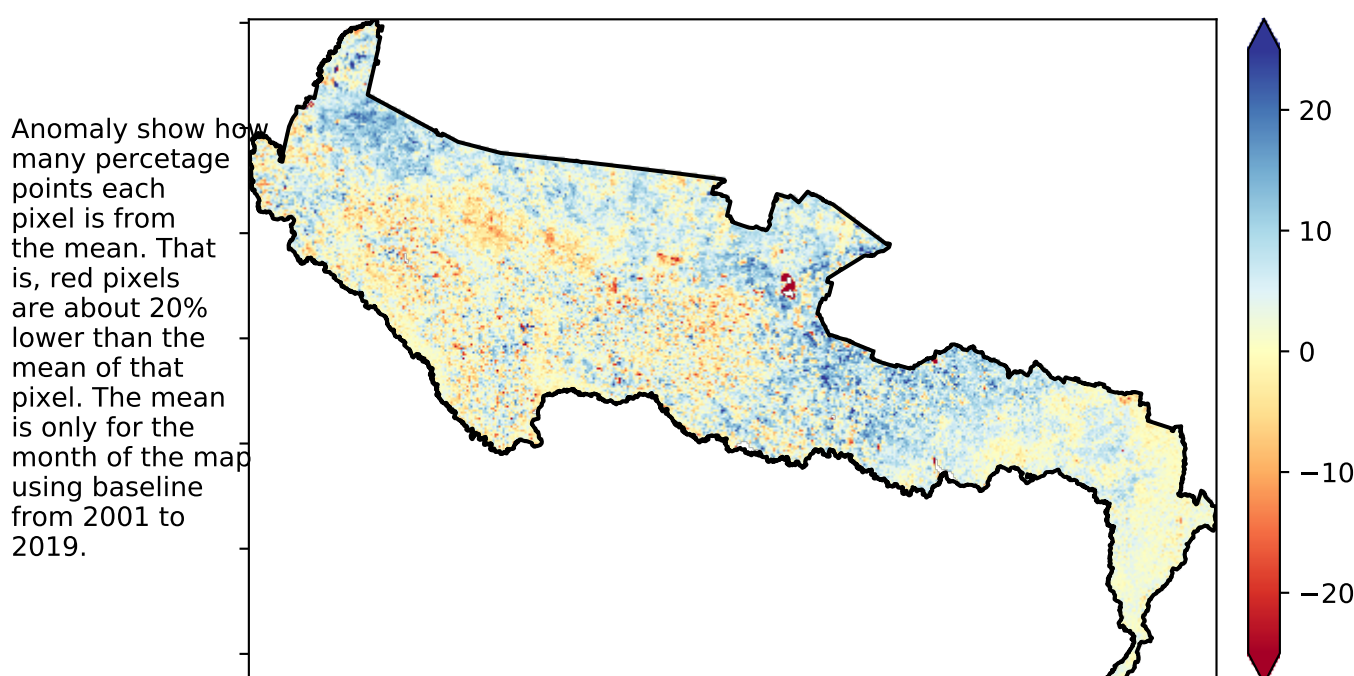 Anomaly show how
many percetage
points each
pixel is from
the mean. That
is, red pixels
are about 20%
lower than the
mean of that
pixel. The mean
is only for the
month of the map
using baseline
from 2001 to
2019.
20
10
0
−10
−20